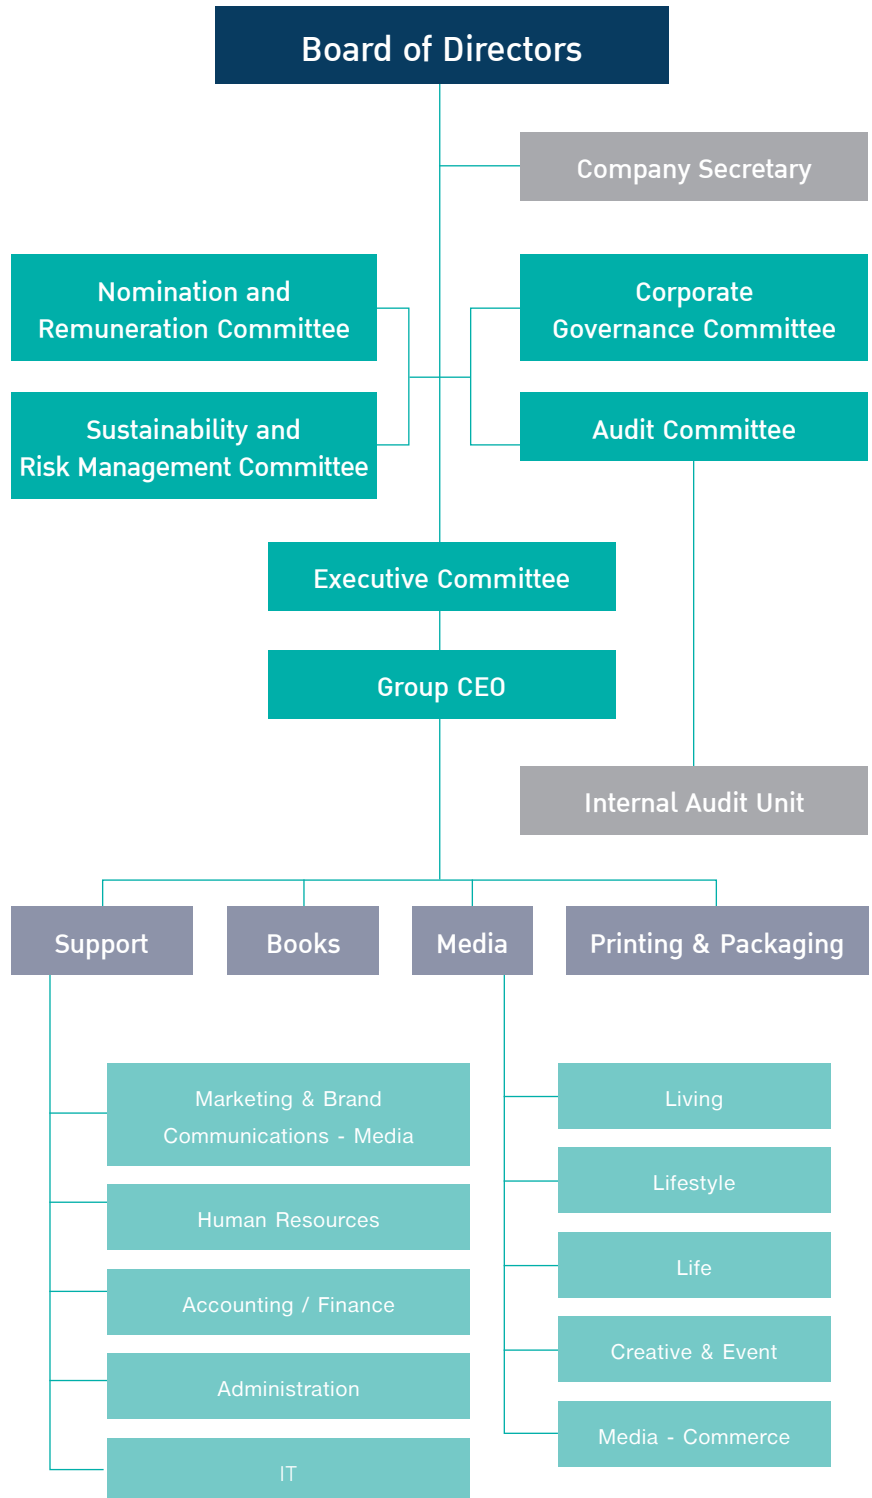 Board of Directors
Company Secretary
Nomination and
Remuneration Committee
Corporate
Governance Committee
Sustainability and
Risk Management Committee
Audit Committee
Executive Committee
Group CEO
Internal Audit Unit
Support
Books
Media
Printing & Packaging
Marketing & Brand
Communications - Media
Human Resources
Accounting / Finance
Administration
IT
Living
Lifestyle
Life
Creative & Event
Media - Commerce